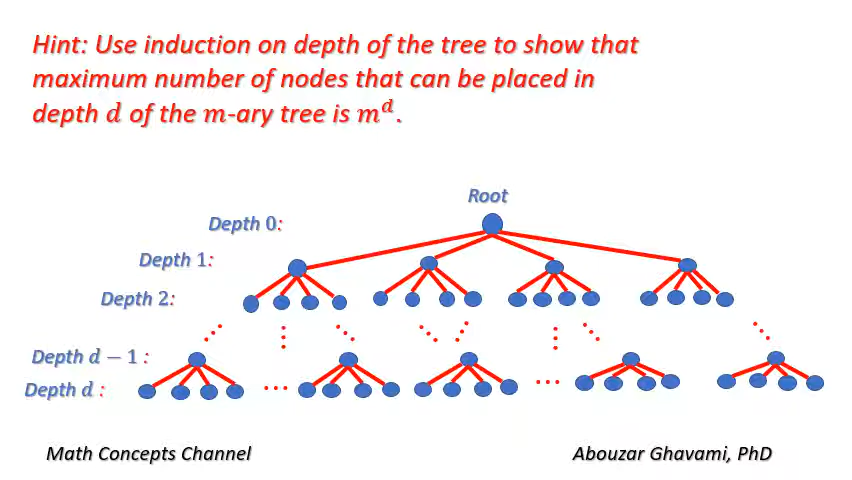 Hint: Use induction on depth of the tree to show that
maximum number of nodes that can be placed in
depth d of the m-ary tree is m^d.
Root
Depth 0:
Depth 1:
Depth 2:
Depth d − 1 :
Depth d :
Math Concepts Channel
Abouzar Ghavami, PhD